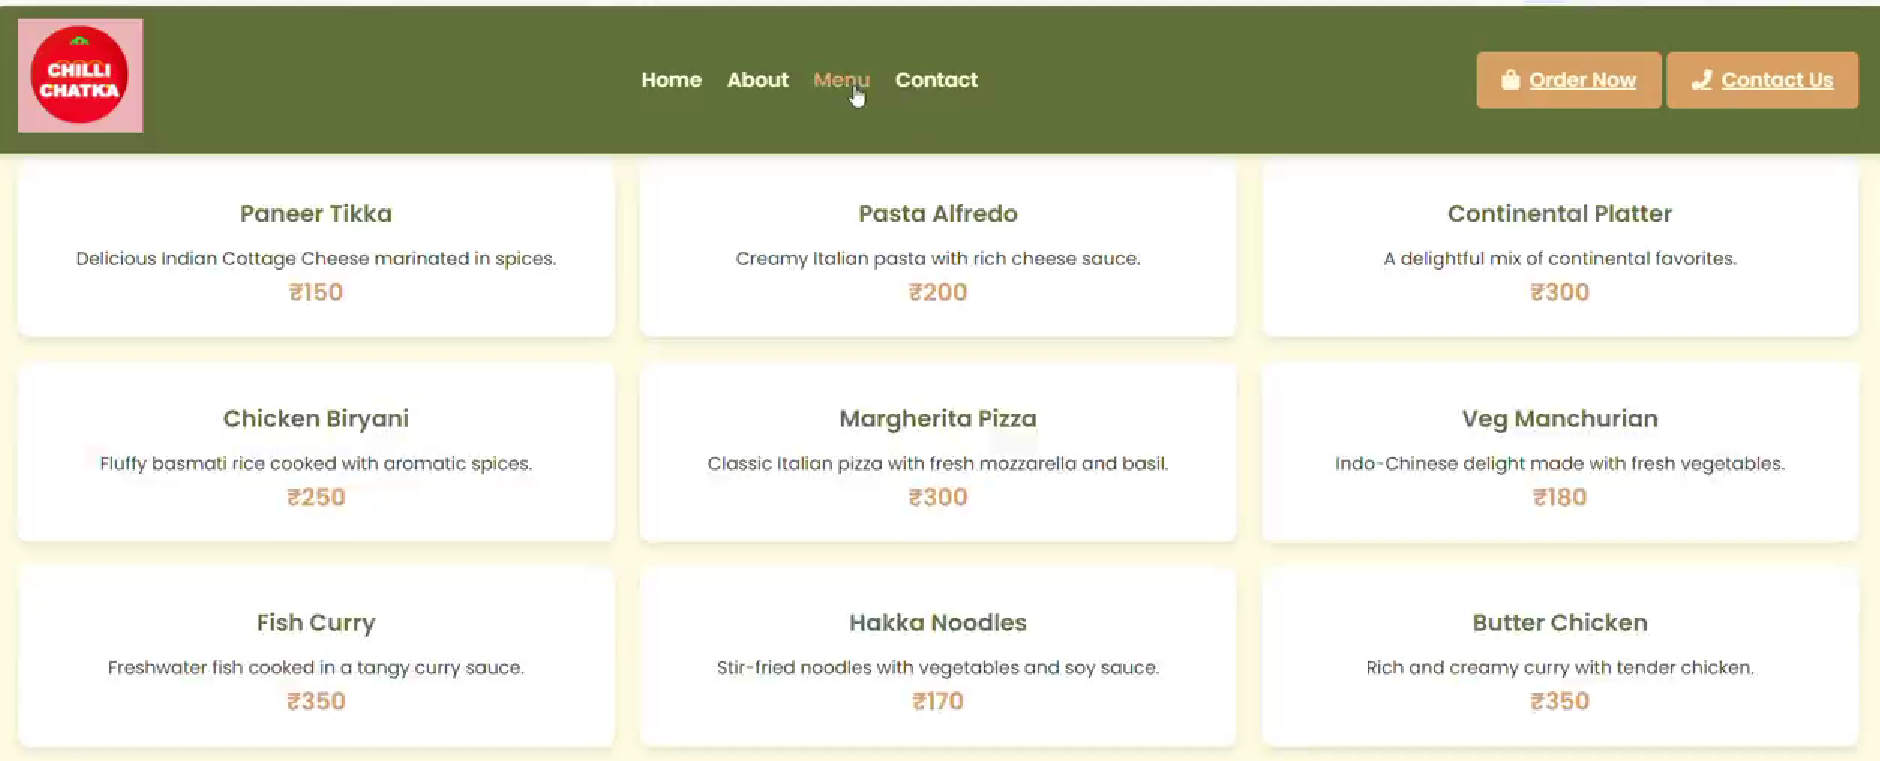 CHILLI
CHATKA
Home About Menu Contact
Order Now Contact Us
Paneer Tikka
Delicious Indian Cottage Cheese marinated in spices.
₹150
Pasta Alfredo
Creamy Italian pasta with rich cheese sauce.
₹200
Continental Platter
A delightful mix of continental favorites.
₹300
Chicken Biryani
Fluffy basmati rice cooked with aromatic spices.
₹250
Margherita Pizza
Classic Italian pizza with fresh mozzarella and basil.
₹300
Veg Manchurian
Indo-Chinese delight made with fresh vegetables.
₹180
Fish Curry
Freshwater fish cooked in a tangy curry sauce.
₹350
Hakka Noodles
Stir-fried noodles with vegetables and soy sauce.
₹170
Butter Chicken
Rich and creamy curry with tender chicken.
₹350